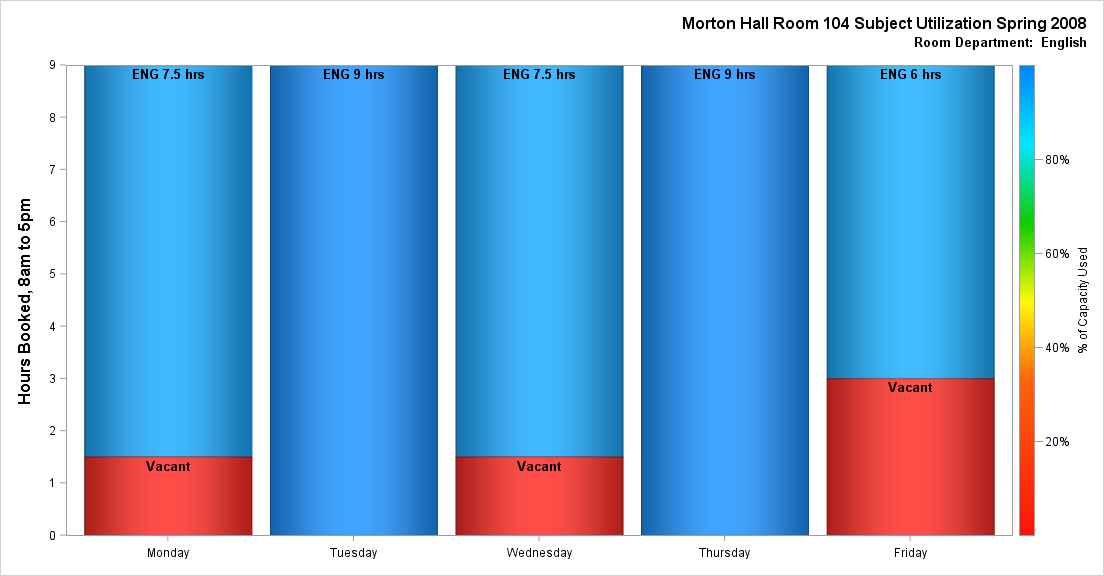 Morton Hall Room 104 Subject Utilization Spring 2008
Room Department:  English
Hours Booked, 8am to 5pm
9
8
7
6
5
4
3
2
1
0
ENG 7.5 hrs
Vacant
ENG 9 hrs
ENG 7.5 hrs
Vacant
ENG 9 hrs
ENG 6 hrs
Vacant
Monday
Tuesday
Wednesday
Thursday
Friday
80%
60%
40%
20%
% of Capacity Used